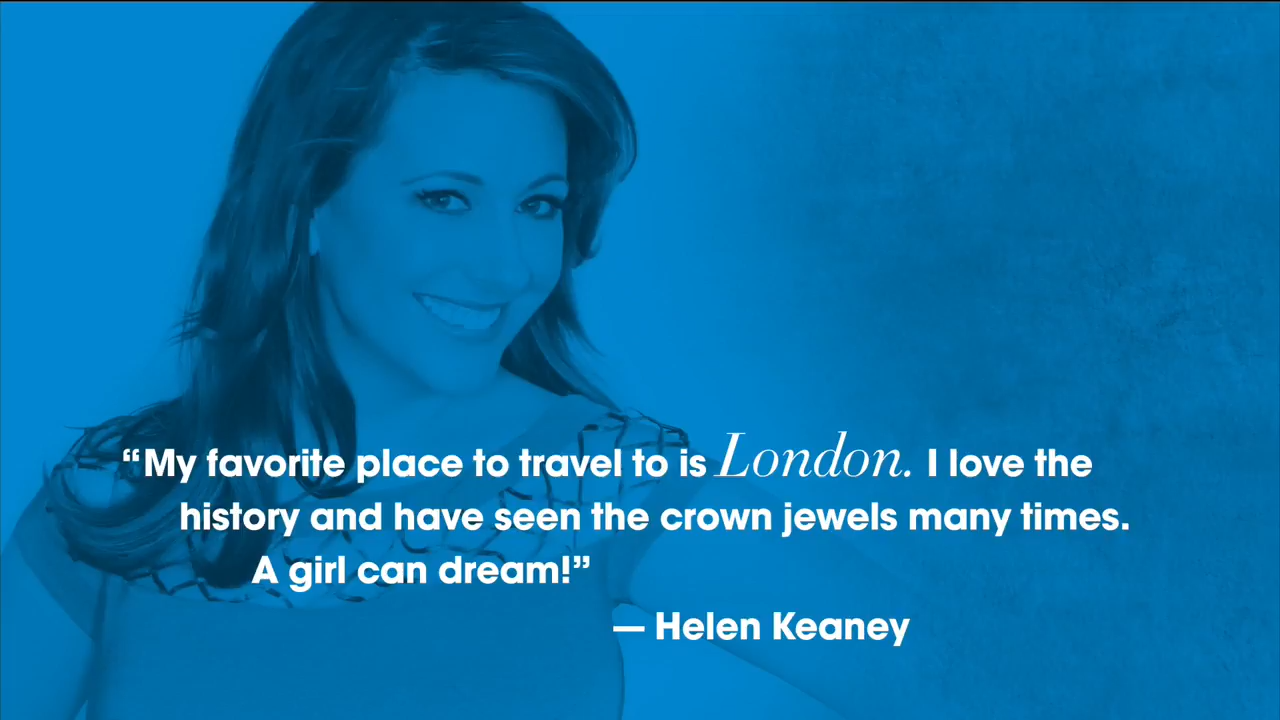 “My favorite place to travel to is London. I love the
history and have seen the crown jewels many times.
A girl can dream!”
— Helen Keaney